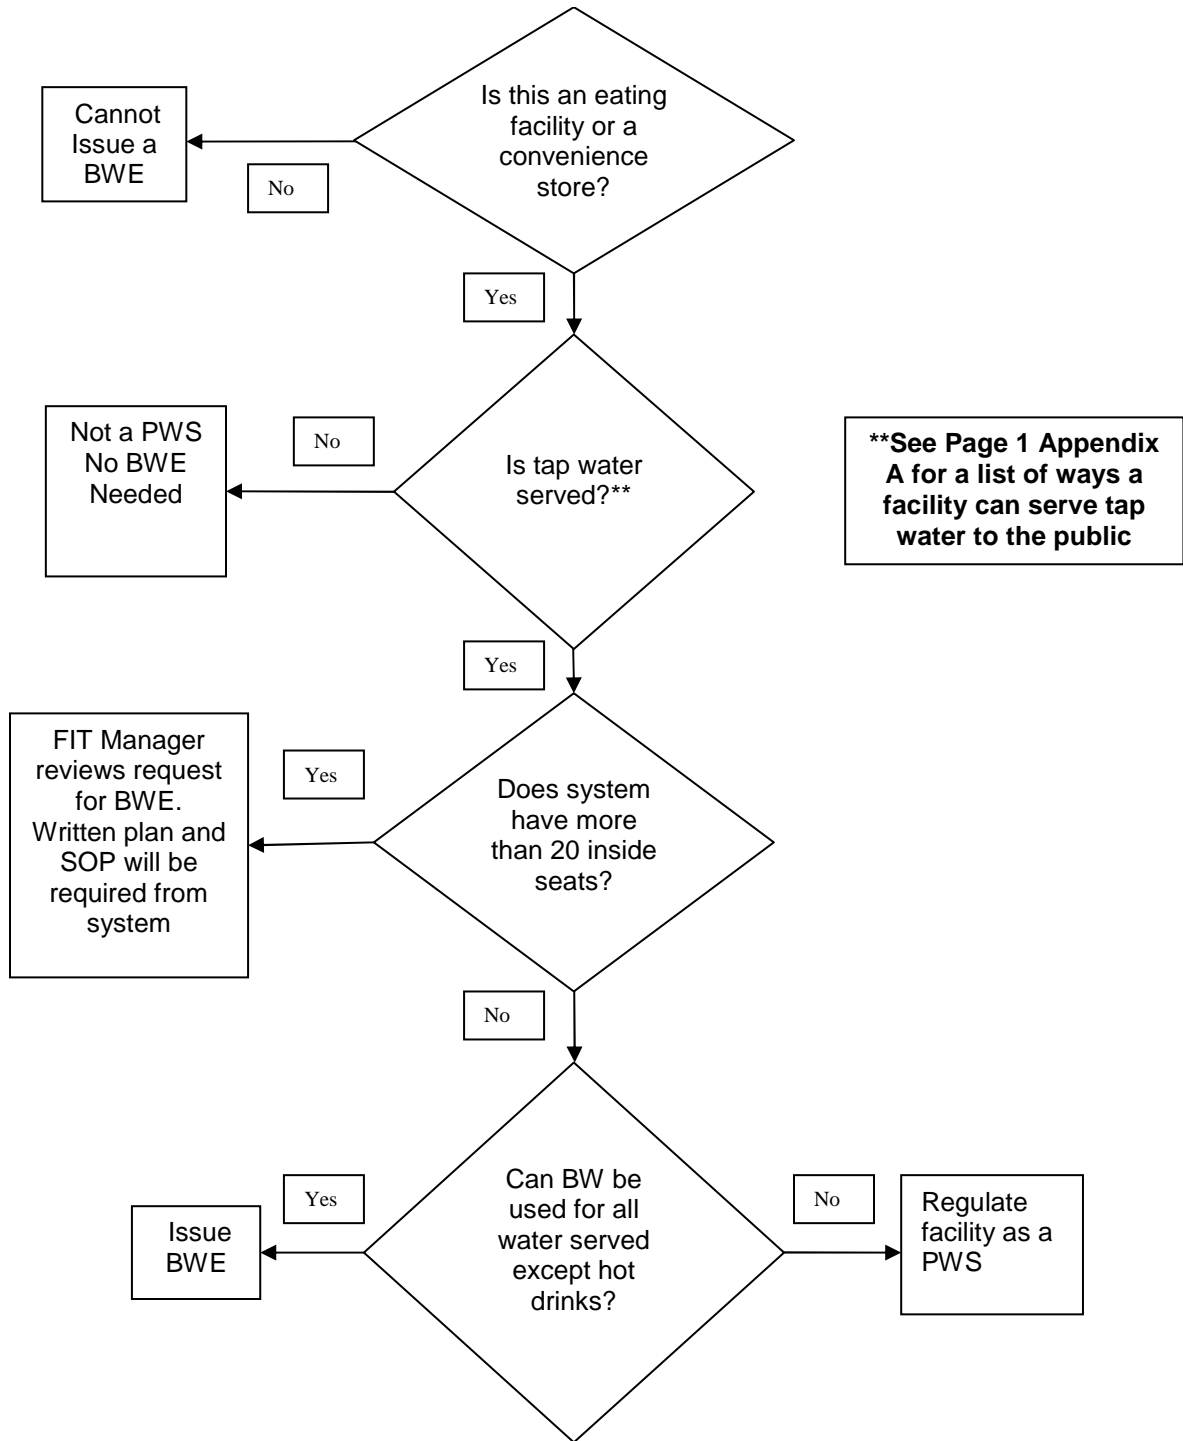 Is this an eating
facility or a
convenience
store?
Cannot
Issue a
BWE
No
Yes
Is tap water
served?**
No
Not a PWS
No BWE
Needed
**See Page 1 Appendix
A for a list of ways a
facility can serve tap
water to the public
Yes
Does system
have more
than 20 inside
seats?
Yes
FIT Manager
reviews request
for BWE.
Written plan and
SOP will be
required from
system
No
Can BW be
used for all
water served
except hot
drinks?
Yes
Issue
BWE
No
Regulate
facility as a
PWS